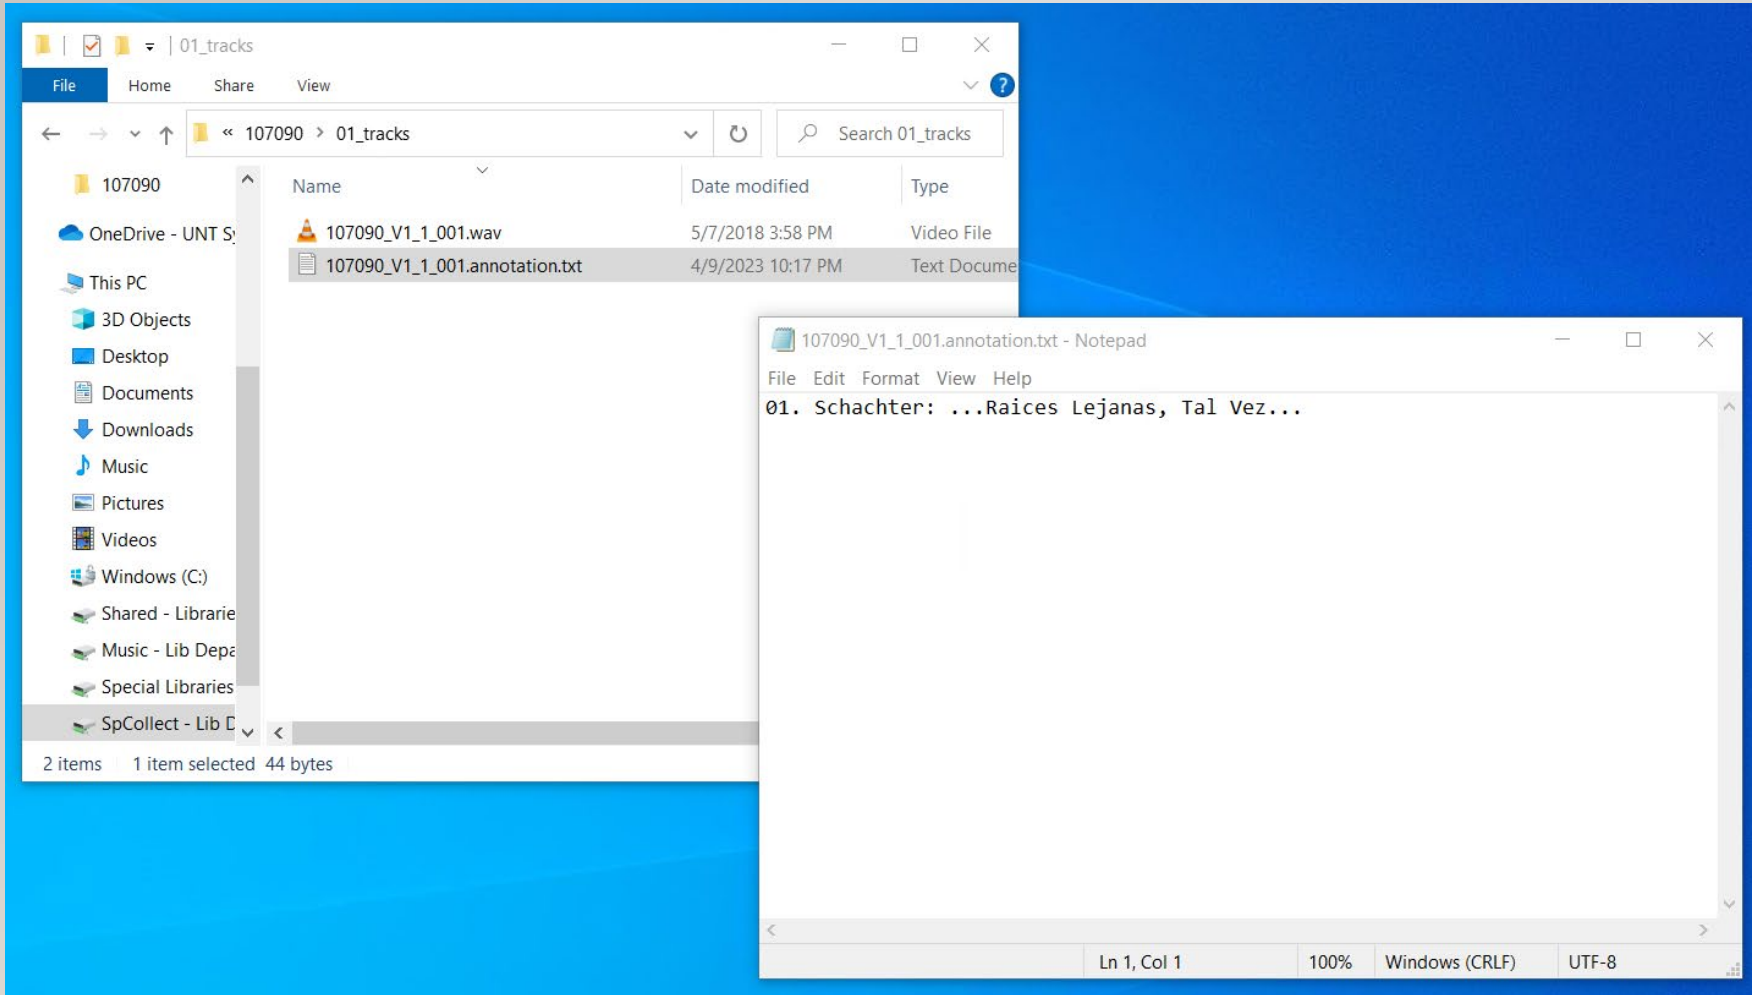 01_tracks
File Home Share View
« 107090 > 01_tracks
Search 01_tracks
107090
OneDrive - UNT Sy
This PC
3D Objects
Desktop
Documents
Downloads
Music
Pictures
Videos
Windows (C:)
Shared - Librarie
Music - Lib Depa
Special Libraries
SpCollect - Lib D
Name Date modified Type
107090_V1_1_001.wav 5/7/2018 3:58 PM Video File
107090_V1_1_001.annotation.txt 4/9/2023 10:17 PM Text Docume
2 items 1 item selected 44 bytes
107090_V1_1_001.annotation.txt - Notepad
File Edit Format View Help
01. Schachter: ...Raices Lejanas, Tal Vez...
Ln 1, Col 1 100% Windows (CRLF) UTF-8